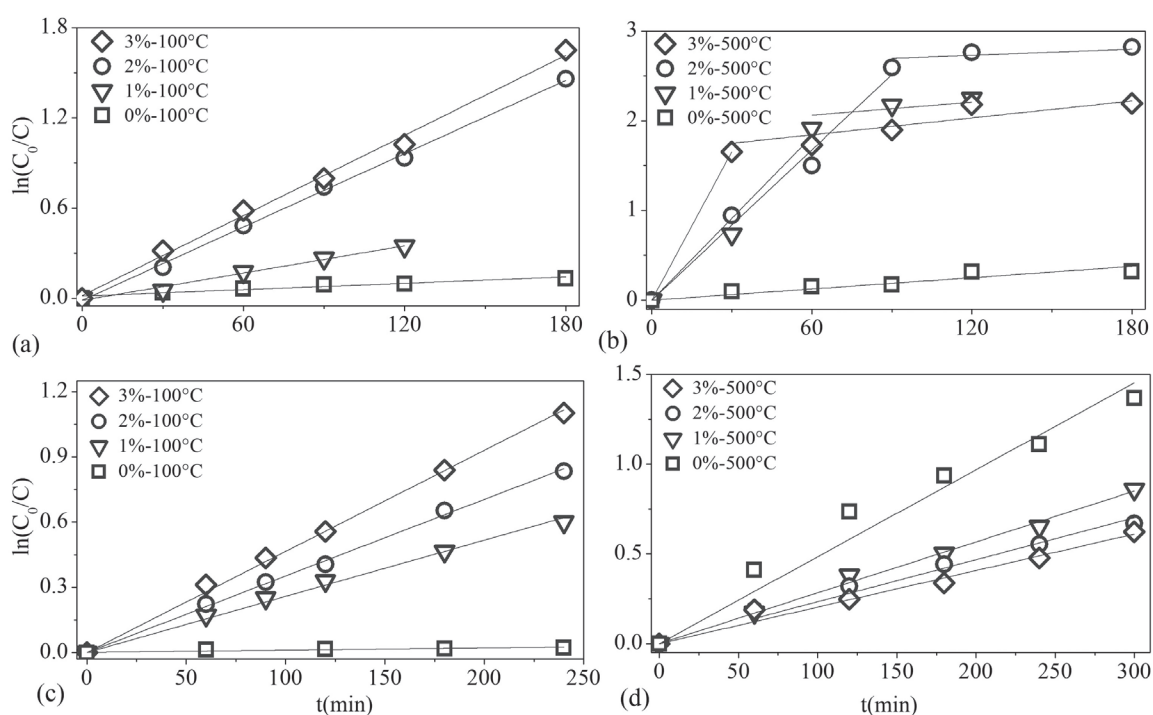 (a)
ln(C₀/C)
1.8
1.2
0.6
0.0
3%-100°C
2%-100°C
1%-100°C
0%-100°C
0 60 120 180
(b)
3
2
1
0
3%-500°C
2%-500°C
1%-500°C
0%-500°C
0 60 120 180
(c)
ln(C₀/C)
1.2
0.9
0.6
0.3
0.0
3%-100°C
2%-100°C
1%-100°C
0%-100°C
0 50 100 150 200 250
t(min)
(d)
1.5
1.0
0.5
0.0
3%-500°C
2%-500°C
1%-500°C
0%-500°C
0 50 100 150 200 250 300
t(min)